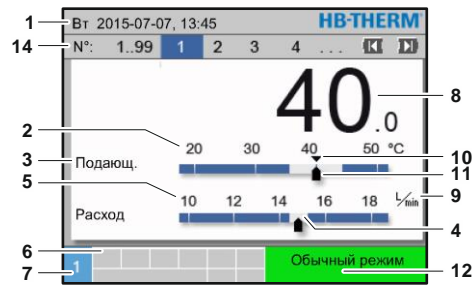 1 Вт 2015-07-07, 13:45 HB-THERM
14 N°: 1..99 1 2 3 4 ...
40.0 8
2 20 30 40 50 °C 10
3 Подающ. 11
5 10 12 14 16 18 L/min 9
Расход 4
6
7 1 Обычный режим 12